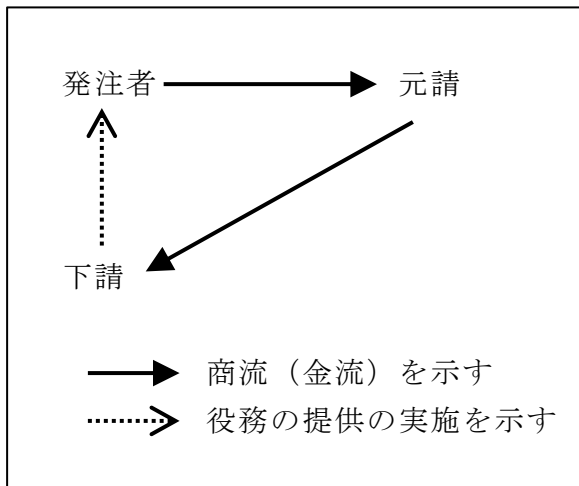 発注者 元請
下請
商流（金流）を示す
役務の提供の実施を示す